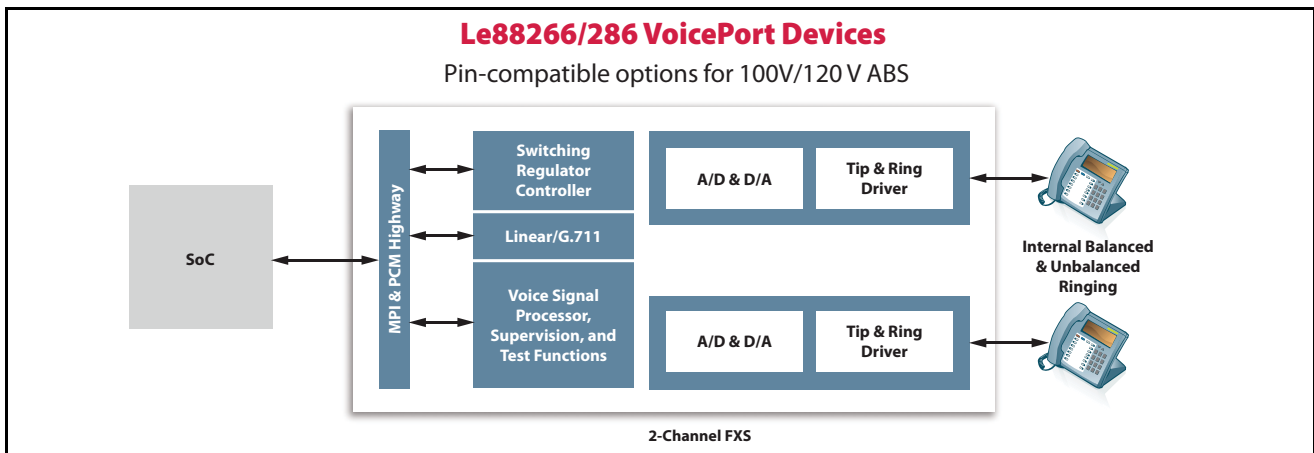 Le88266/286 VoicePort Devices
Pin-compatible options for 100V/120 V ABS
SoC
MPI & PCM Highway
Switching
Regulator
Controller
Linear/G.711
Voice Signal
Processor,
Supervision, and
Test Functions
A/D & D/A
Tip & Ring
Driver
A/D & D/A
Tip & Ring
Driver
Internal Balanced
& Unbalanced
Ringing
2-Channel FXS